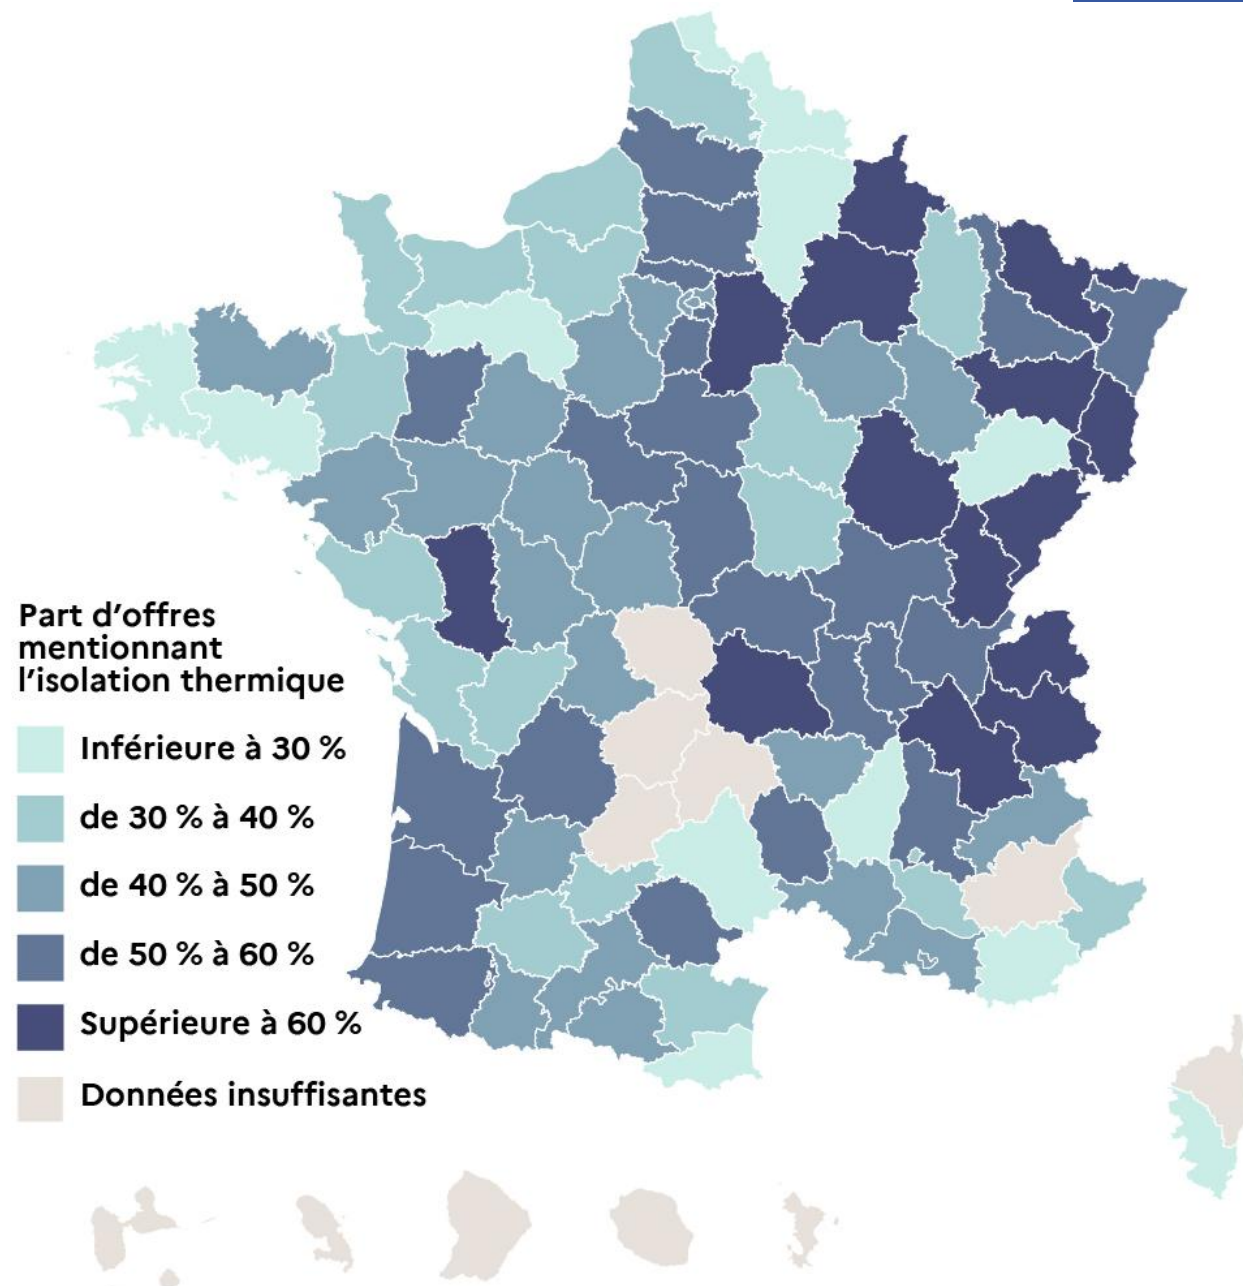 Part d’offres
mentionnant
l’isolation thermique
Inférieure à 30 %
de 30 % à 40 %
de 40 % à 50 %
de 50 % à 60 %
Supérieure à 60 %
Données insuffisantes